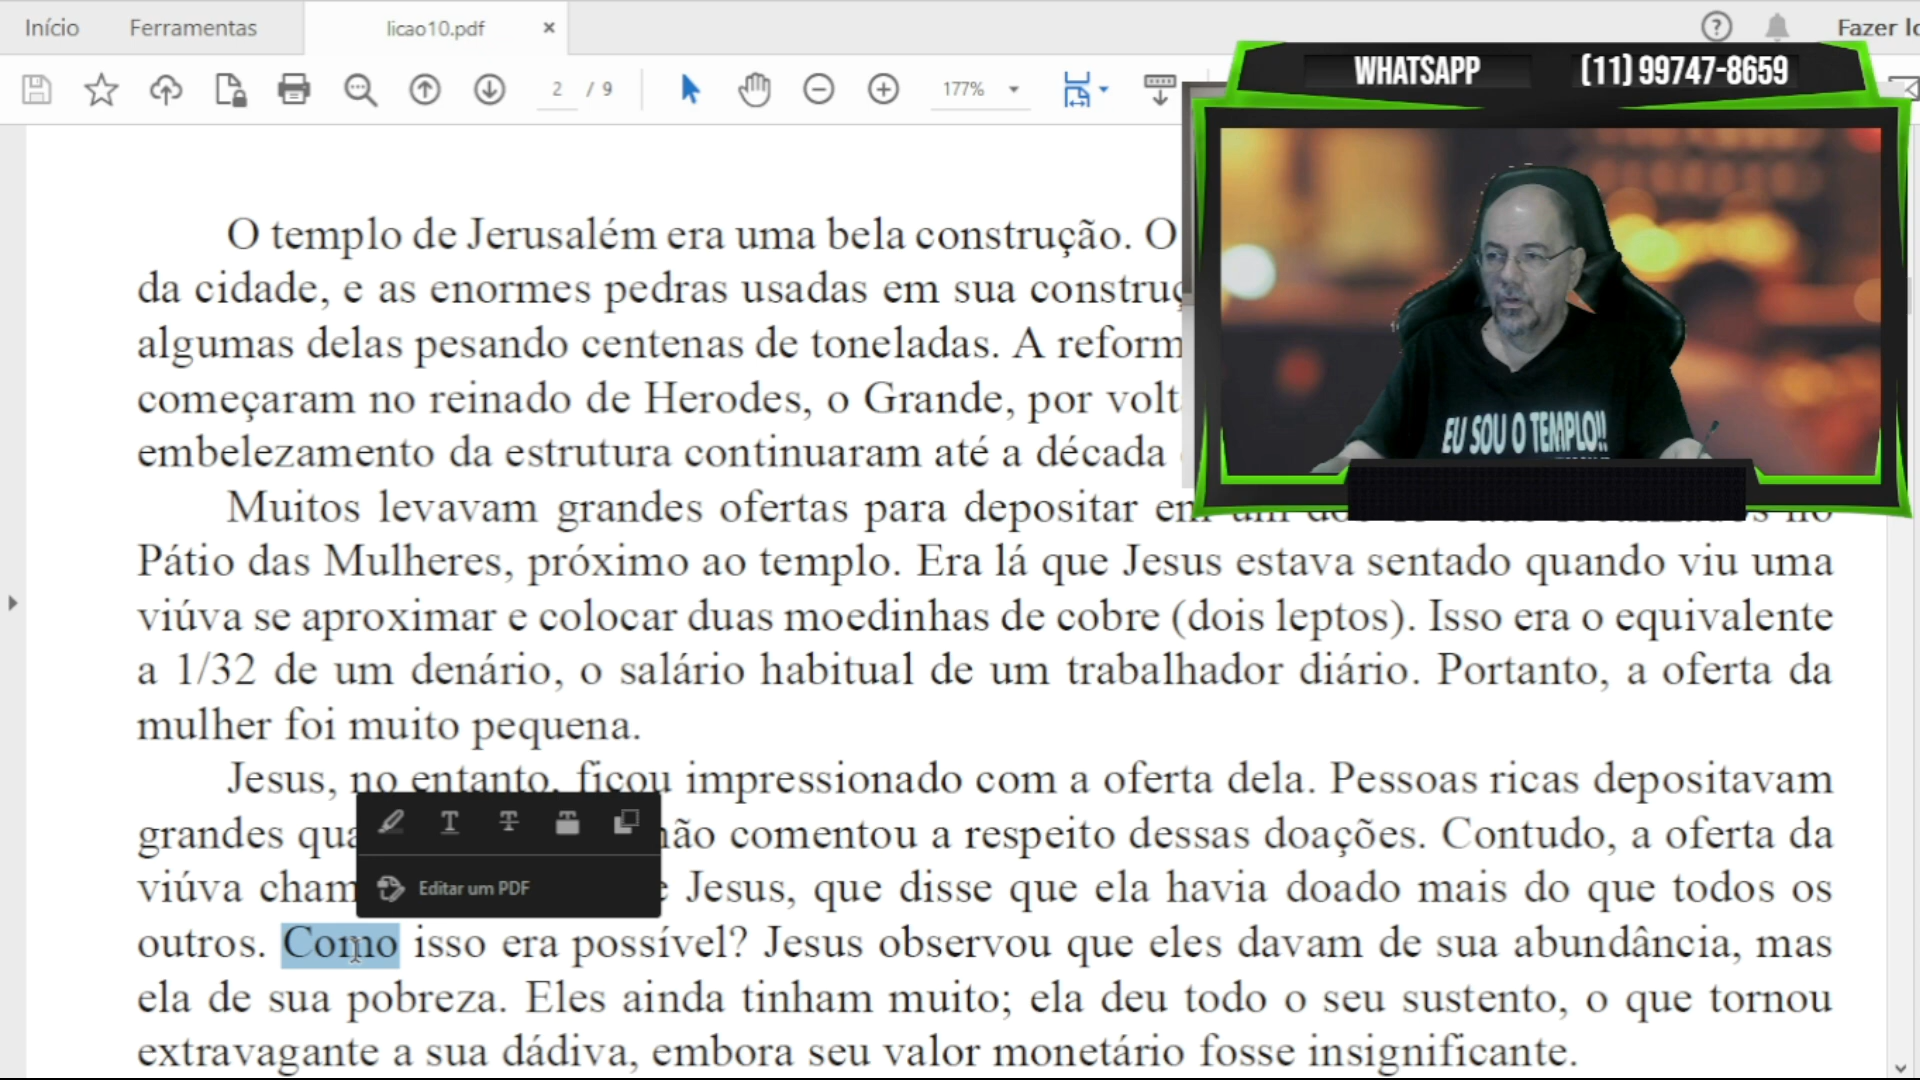 Início Ferramentas licao10.pdf × ? Fazer lo
2 / 9 177%
WHATSAPP (11) 99747-8659
EU SOU O TEMPLO!!
O templo de Jerusalém era uma bela construção. O
da cidade, e as enormes pedras usadas em sua construç
algumas delas pesando centenas de toneladas. A reform
começaram no reinado de Herodes, o Grande, por volt
embelezamento da estrutura continuaram até a década
Muitos levavam grandes ofertas para depositar em
Pátio das Mulheres, próximo ao templo. Era lá que Jesus estava sentado quando viu uma
viúva se aproximar e colocar duas moedinhas de cobre (dois leptos). Isso era o equivalente
a 1/32 de um denário, o salário habitual de um trabalhador diário. Portanto, a oferta da
mulher foi muito pequena.
Jesus, no entanto, ficou impressionado com a oferta dela. Pessoas ricas depositavam
grandes qua não comentou a respeito dessas doações. Contudo, a oferta da
viúva cham e Jesus, que disse que ela havia doado mais do que todos os
Editar um PDF
outros. Como isso era possível? Jesus observou que eles davam de sua abundância, mas
ela de sua pobreza. Eles ainda tinham muito; ela deu todo o seu sustento, o que tornou
extravagante a sua dádiva, embora seu valor monetário fosse insignificante.